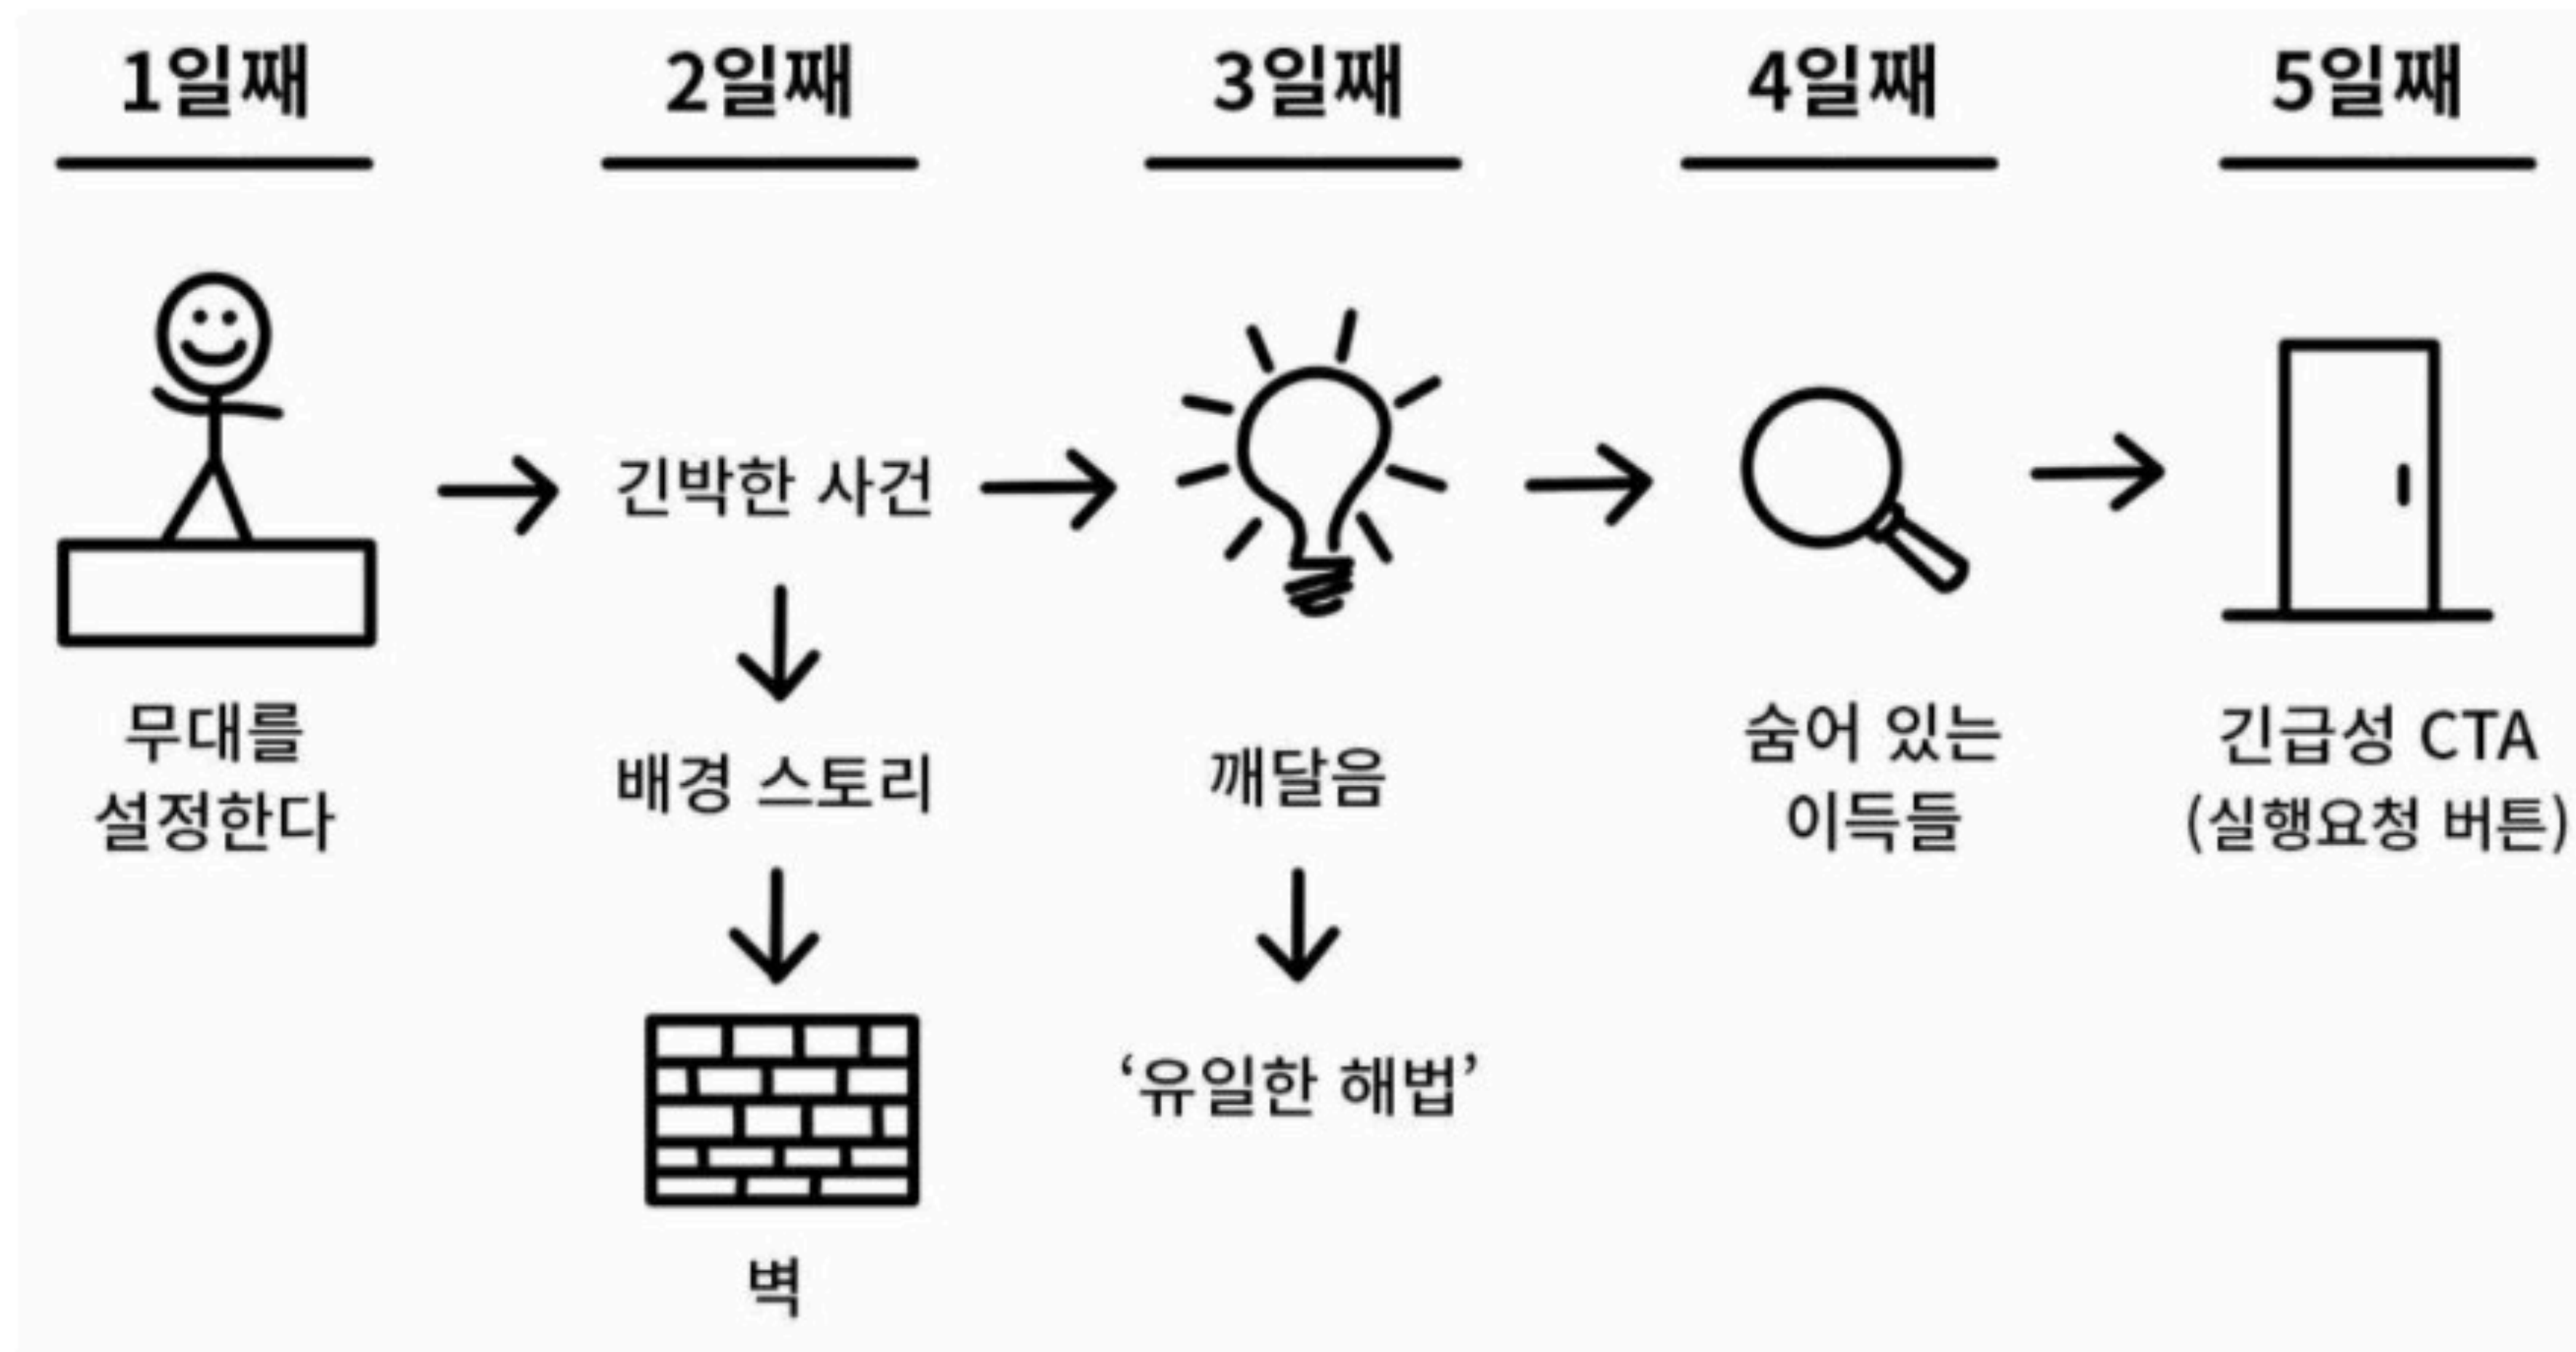 1일째
무대를
설정한다
2일째
긴박한 사건
배경 스토리
벽
3일째
깨달음
‘유일한 해법’
4일째
숨어 있는
이득들
5일째
긴급성 CTA
(실행요청 버튼)